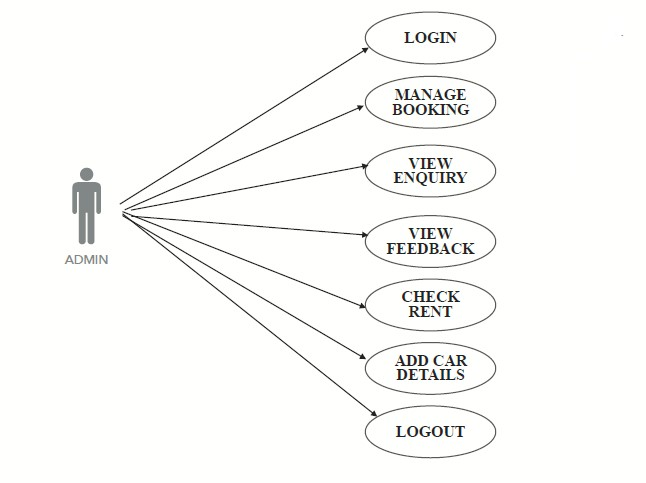 LOGIN
MANAGE
BOOKING
VIEW
ENQUIRY
VIEW
FEEDBACK
ADMIN
CHECK
RENT
ADD CAR
DETAILS
LOGOUT